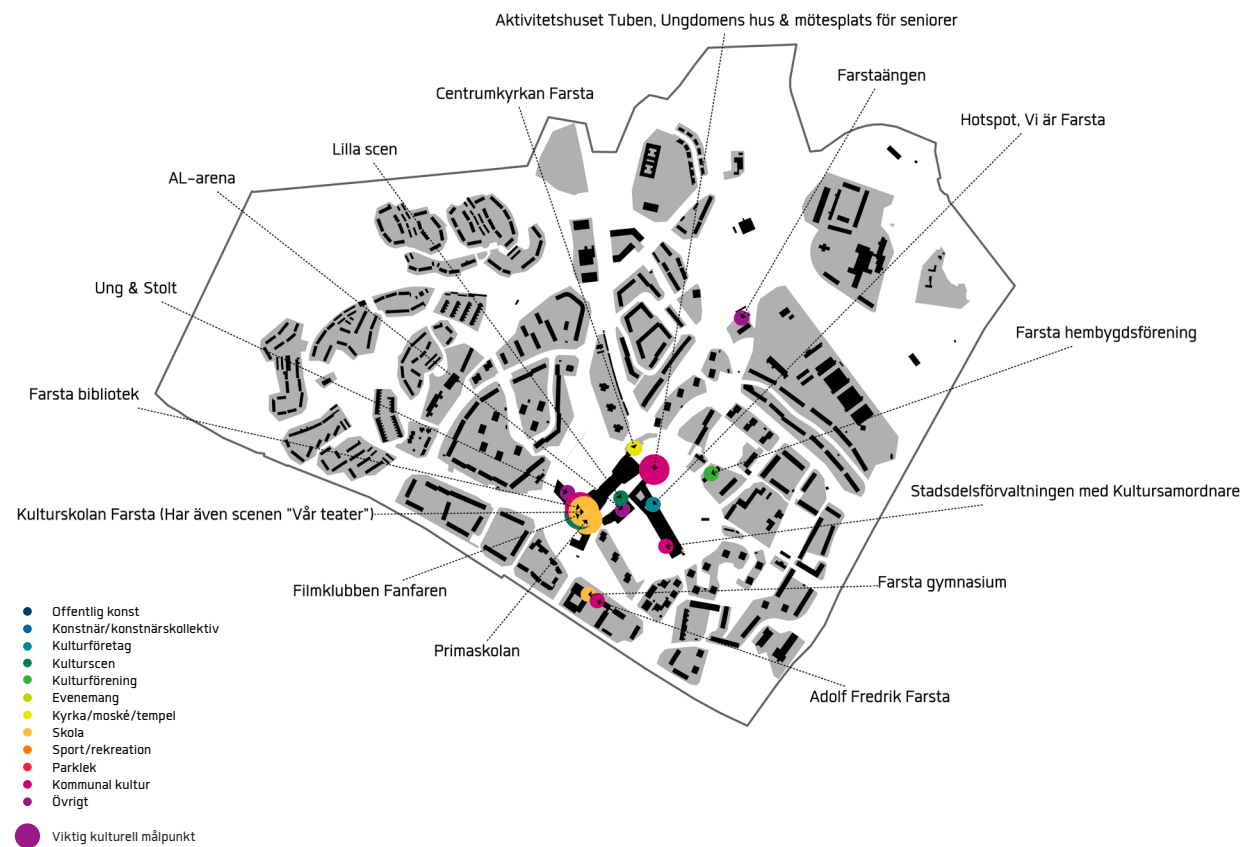 Aktivitetshuset Tuben, Ungdomens hus & mötesplats för seniorer
Farstaängen
Centrumkyrkan Farsta
Hotspot, Vi är Farsta
Lilla scen
AL-arena
Ung & Stolt
Farsta hembygdsförening
Farsta bibliotek
Stadsdelsförvaltningen med Kultursamordnare
Kulturskolan Farsta (Har även scenen "Vår teater")
Farsta gymnasium
Filmklubben Fanfaren
Primaskolan
Adolf Fredrik Farsta
Offentlig konst
Konstnär/konstnärskollektiv
Kulturföretag
Kulturscen
Kulturförening
Evenemang
Kyrka/moské/tempel
Skola
Sport/rekreation
Parklek
Kommunal kultur
Övrigt
Viktig kulturell målpunkt